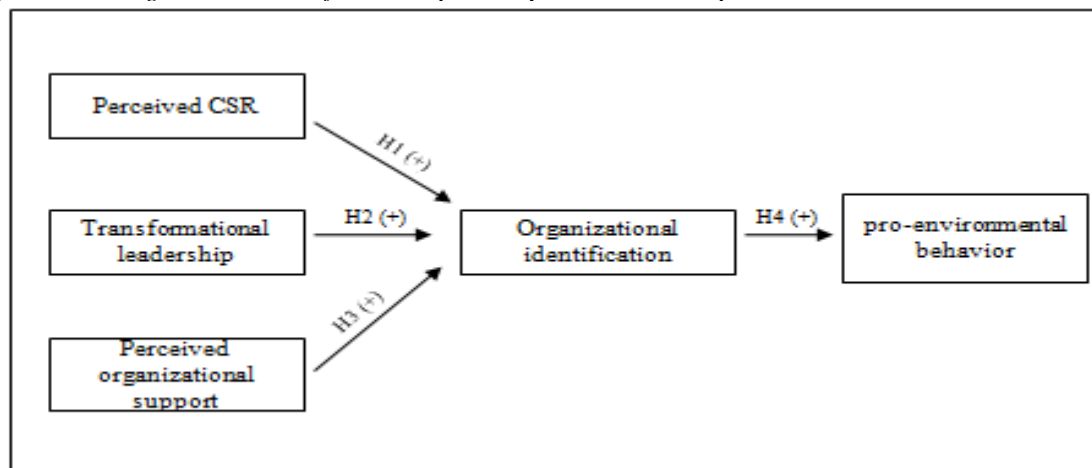 Perceived CSR
H1 (+)
Transformational
leadership
H2 (+)
Organizational
identification
H4 (+)
pro-environmental
behavior
H3 (+)
Perceived
organizational
support